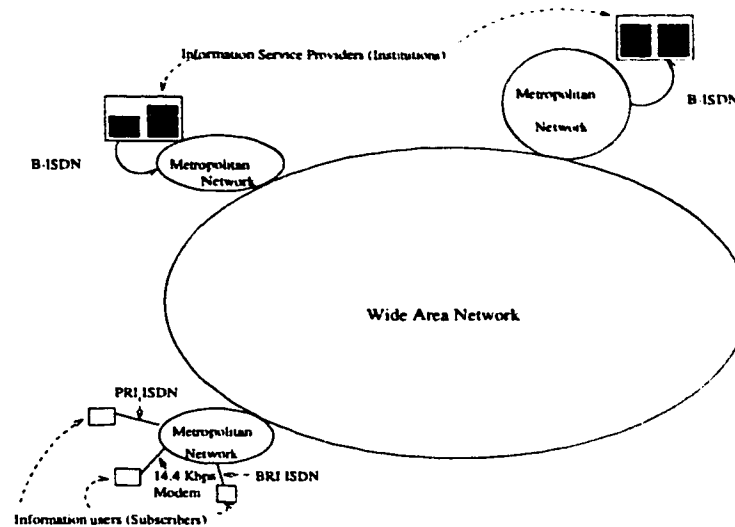 Information Service Providers (Institutions)
Metropolitan
Network
B-ISDN
B-ISDN
Metropolitan
Network
Wide Area Network
PRI ISDN
Metropolitan
Network
14.4 Kbps
Modem
BRI ISDN
Information users (Subscribers)